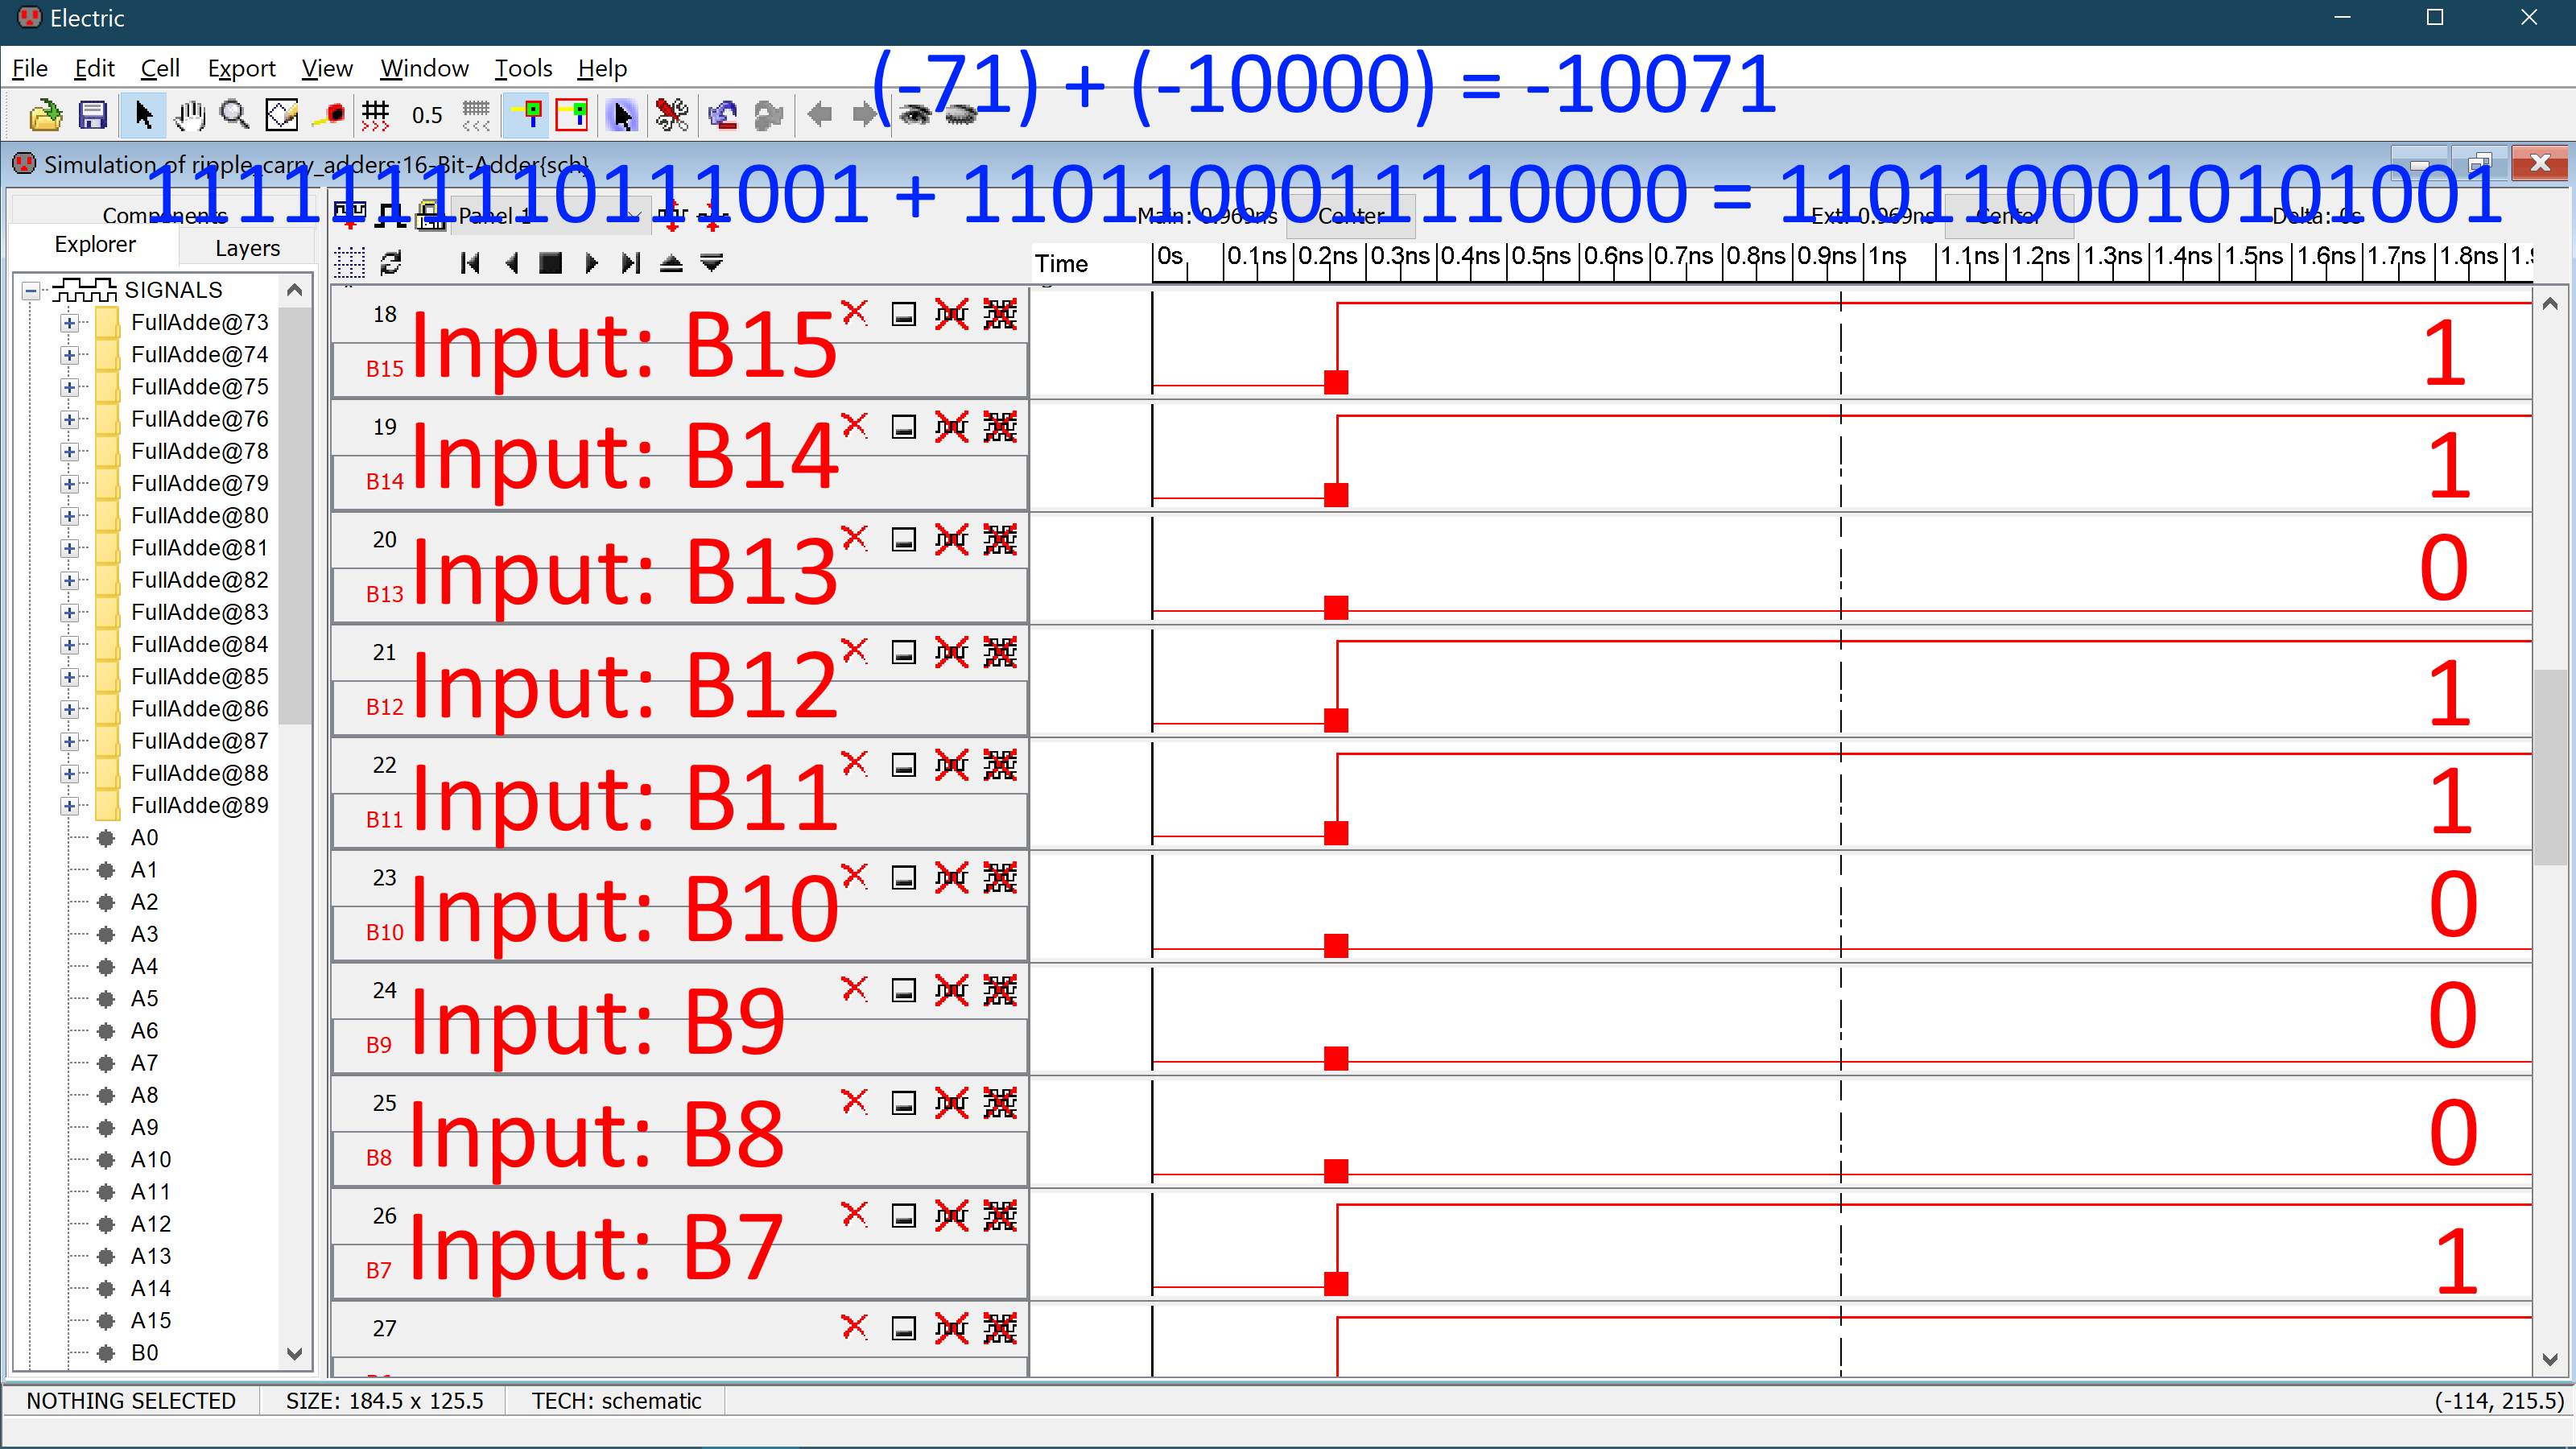 Electric
File Edit Cell Export View Window Tools Help
(-71) + (-10000) = -10071
0.5
Simulation of ripple_carry_adders:16-Bit-Adder{sch}
1111111110111001 + 1101100011110000 = 1101100010101001
Components
Panel 1
Main: 0.969ns Center Ext: 0.969ns Center Delta: 0s
Explorer Layers
Time 0s 0.1ns 0.2ns 0.3ns 0.4ns 0.5ns 0.6ns 0.7ns 0.8ns 0.9ns 1ns 1.1ns 1.2ns 1.3ns 1.4ns 1.5ns 1.6ns 1.7ns 1.8ns
SIGNALS
FullAdde@73
FullAdde@74
FullAdde@75
FullAdde@76
FullAdde@78
FullAdde@79
FullAdde@80
FullAdde@81
FullAdde@82
FullAdde@83
FullAdde@84
FullAdde@85
FullAdde@86
FullAdde@87
FullAdde@88
FullAdde@89
A0
A1
A2
A3
A4
A5
A6
A7
A8
A9
A10
A11
A12
A13
A14
A15
B0
18
B15 Input: B15 1
19
B14 Input: B14 1
20
B13 Input: B13 0
21
B12 Input: B12 1
22
B11 Input: B11 1
23
B10 Input: B10 0
24
B9 Input: B9 0
25
B8 Input: B8 0
26
B7 Input: B7 1
27
NOTHING SELECTED SIZE: 184.5 x 125.5 TECH: schematic (-114, 215.5)